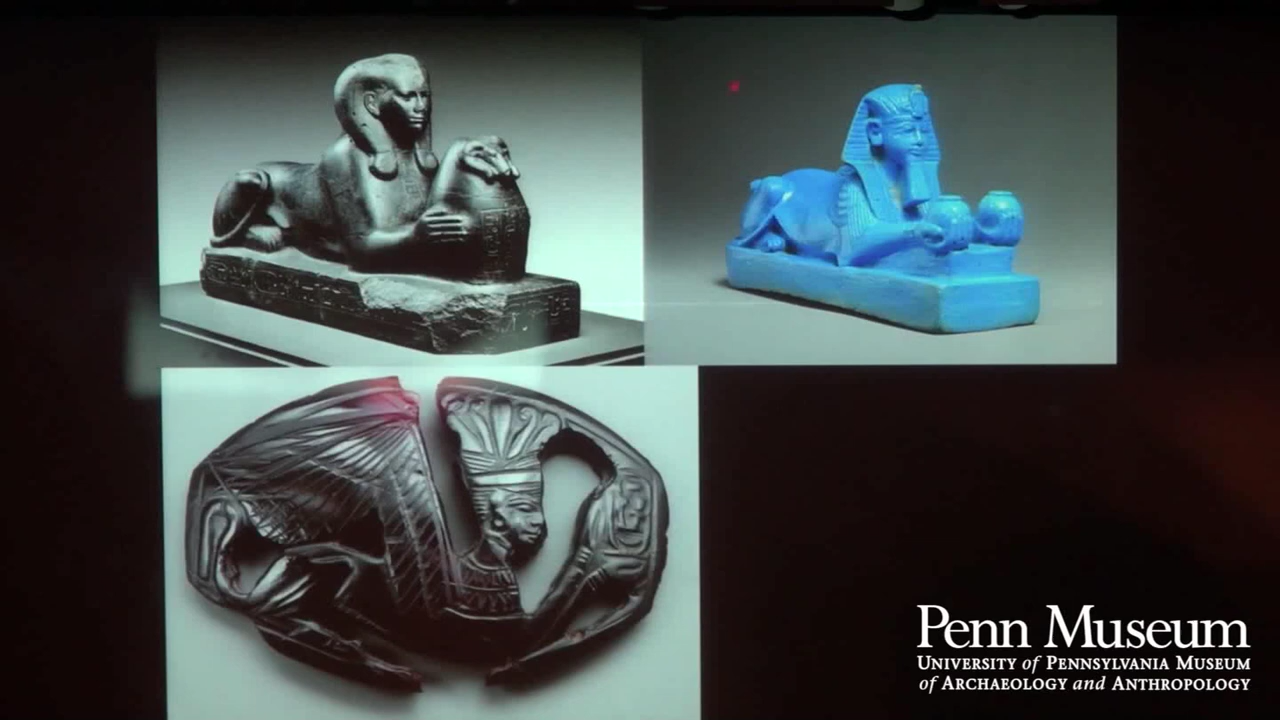 Penn Museum
UNIVERSITY of PENNSYLVANIA MUSEUM
of ARCHAEOLOGY and ANTHROPOLOGY